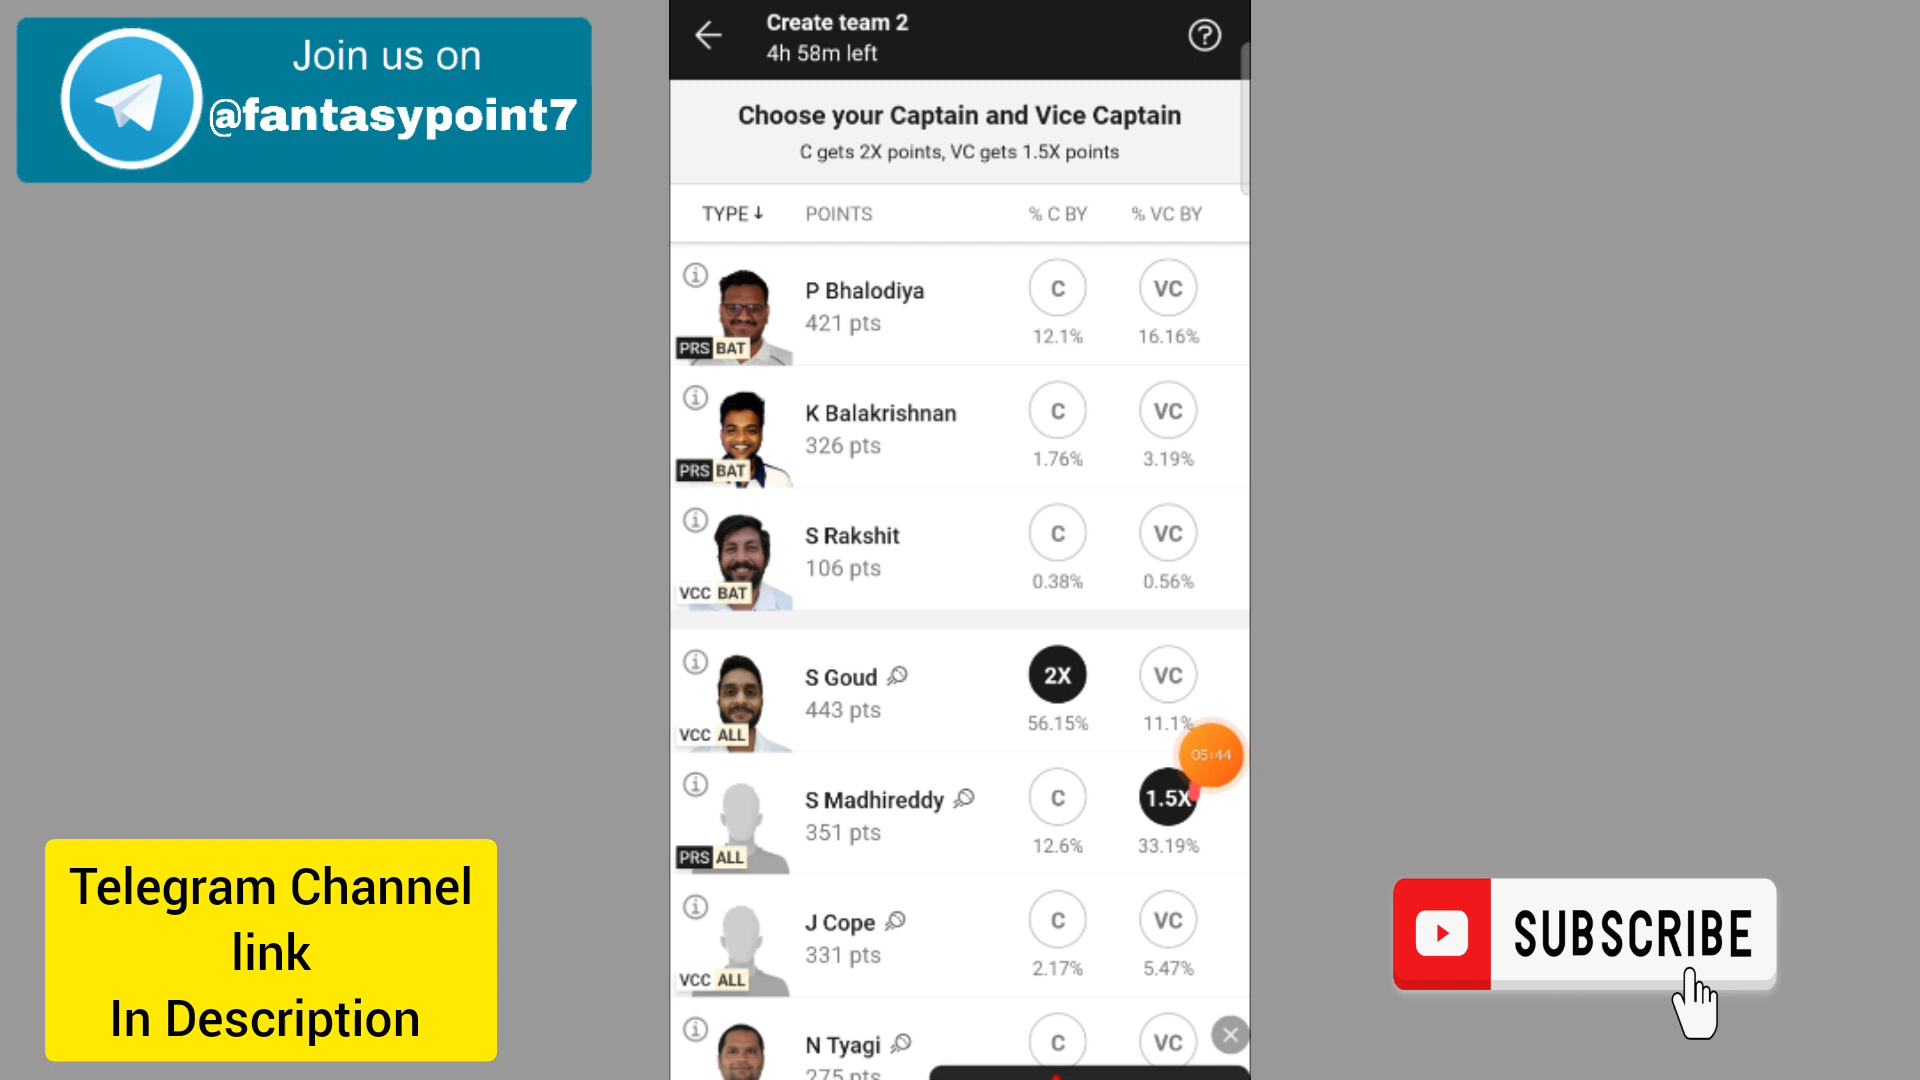 Join us on
@fantasypoint7
Create team 2
4h 58m left
?
Choose your Captain and Vice Captain
C gets 2X points, VC gets 1.5X points
TYPE↓ POINTS % C BY % VC BY
P Bhalodiya
421 pts
C VC
12.1% 16.16%
PRS BAT
K Balakrishnan
326 pts
C VC
1.76% 3.19%
PRS BAT
S Rakshit
106 pts
C VC
0.38% 0.56%
VCC BAT
S Goud
443 pts
2X VC
56.15% 11.1%
VCC ALL
05:44
S Madhireddy
351 pts
C 1.5X
12.6% 33.19%
PRS ALL
J Cope
331 pts
C VC
2.17% 5.47%
VCC ALL
N Tyagi
275 pts
C VC
Telegram Channel
link
In Description
SUBSCRIBE